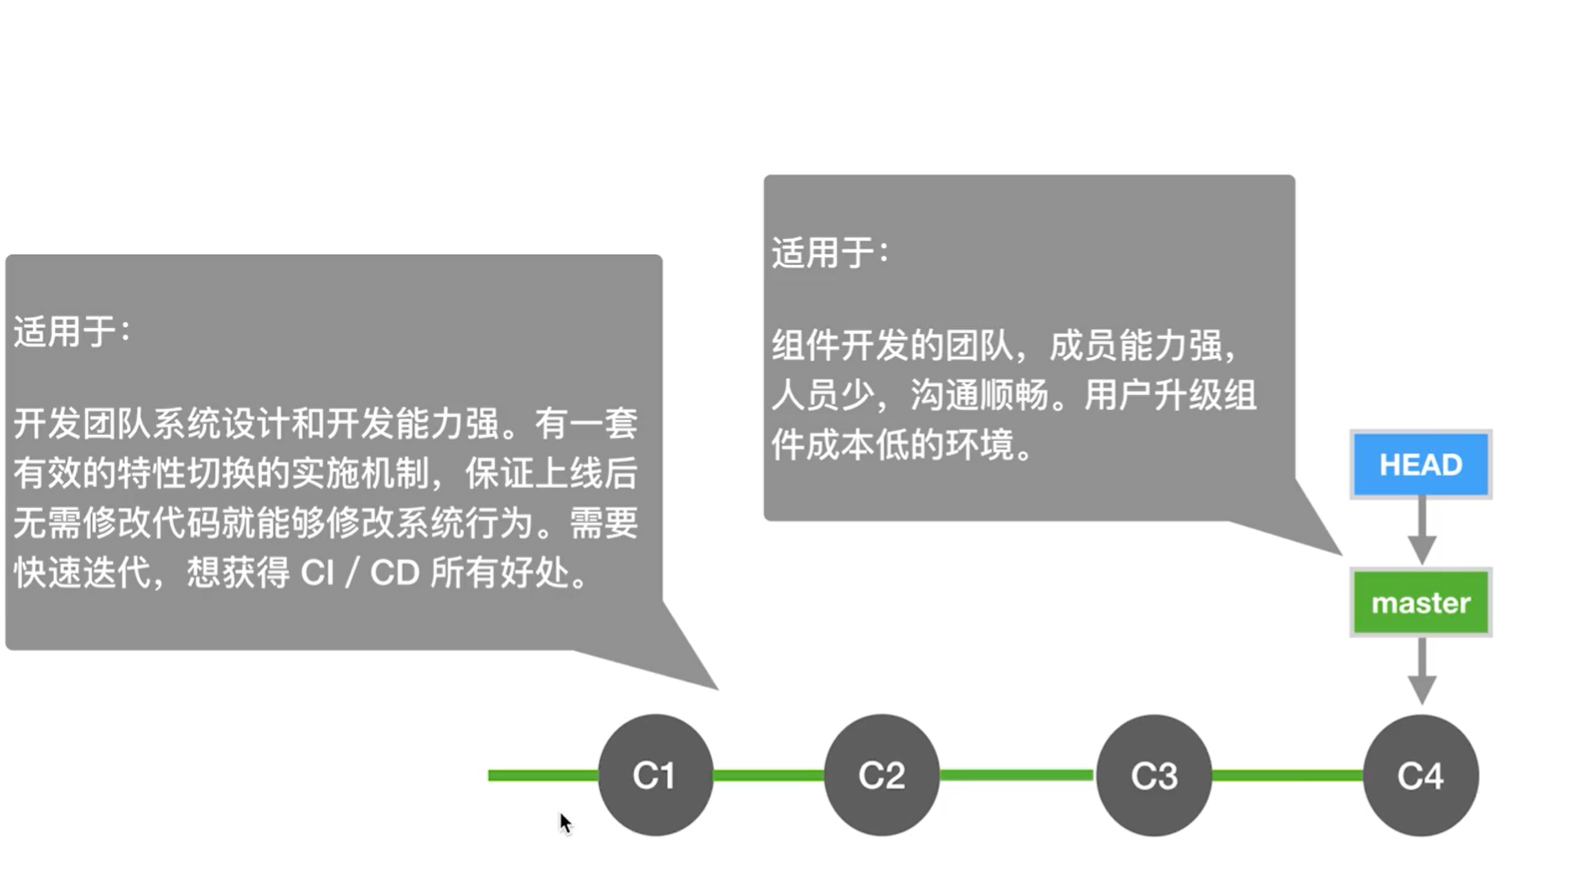 适用于：
开发团队系统设计和开发能力强。有一套
有效的特性切换的实施机制，保证上线后
无需修改代码就能够修改系统行为。需要
快速迭代，想获得 CI / CD 所有好处。
适用于：
组件开发的团队，成员能力强，
人员少，沟通顺畅。用户升级组
件成本低的环境。
HEAD
master
C1
C2
C3
C4